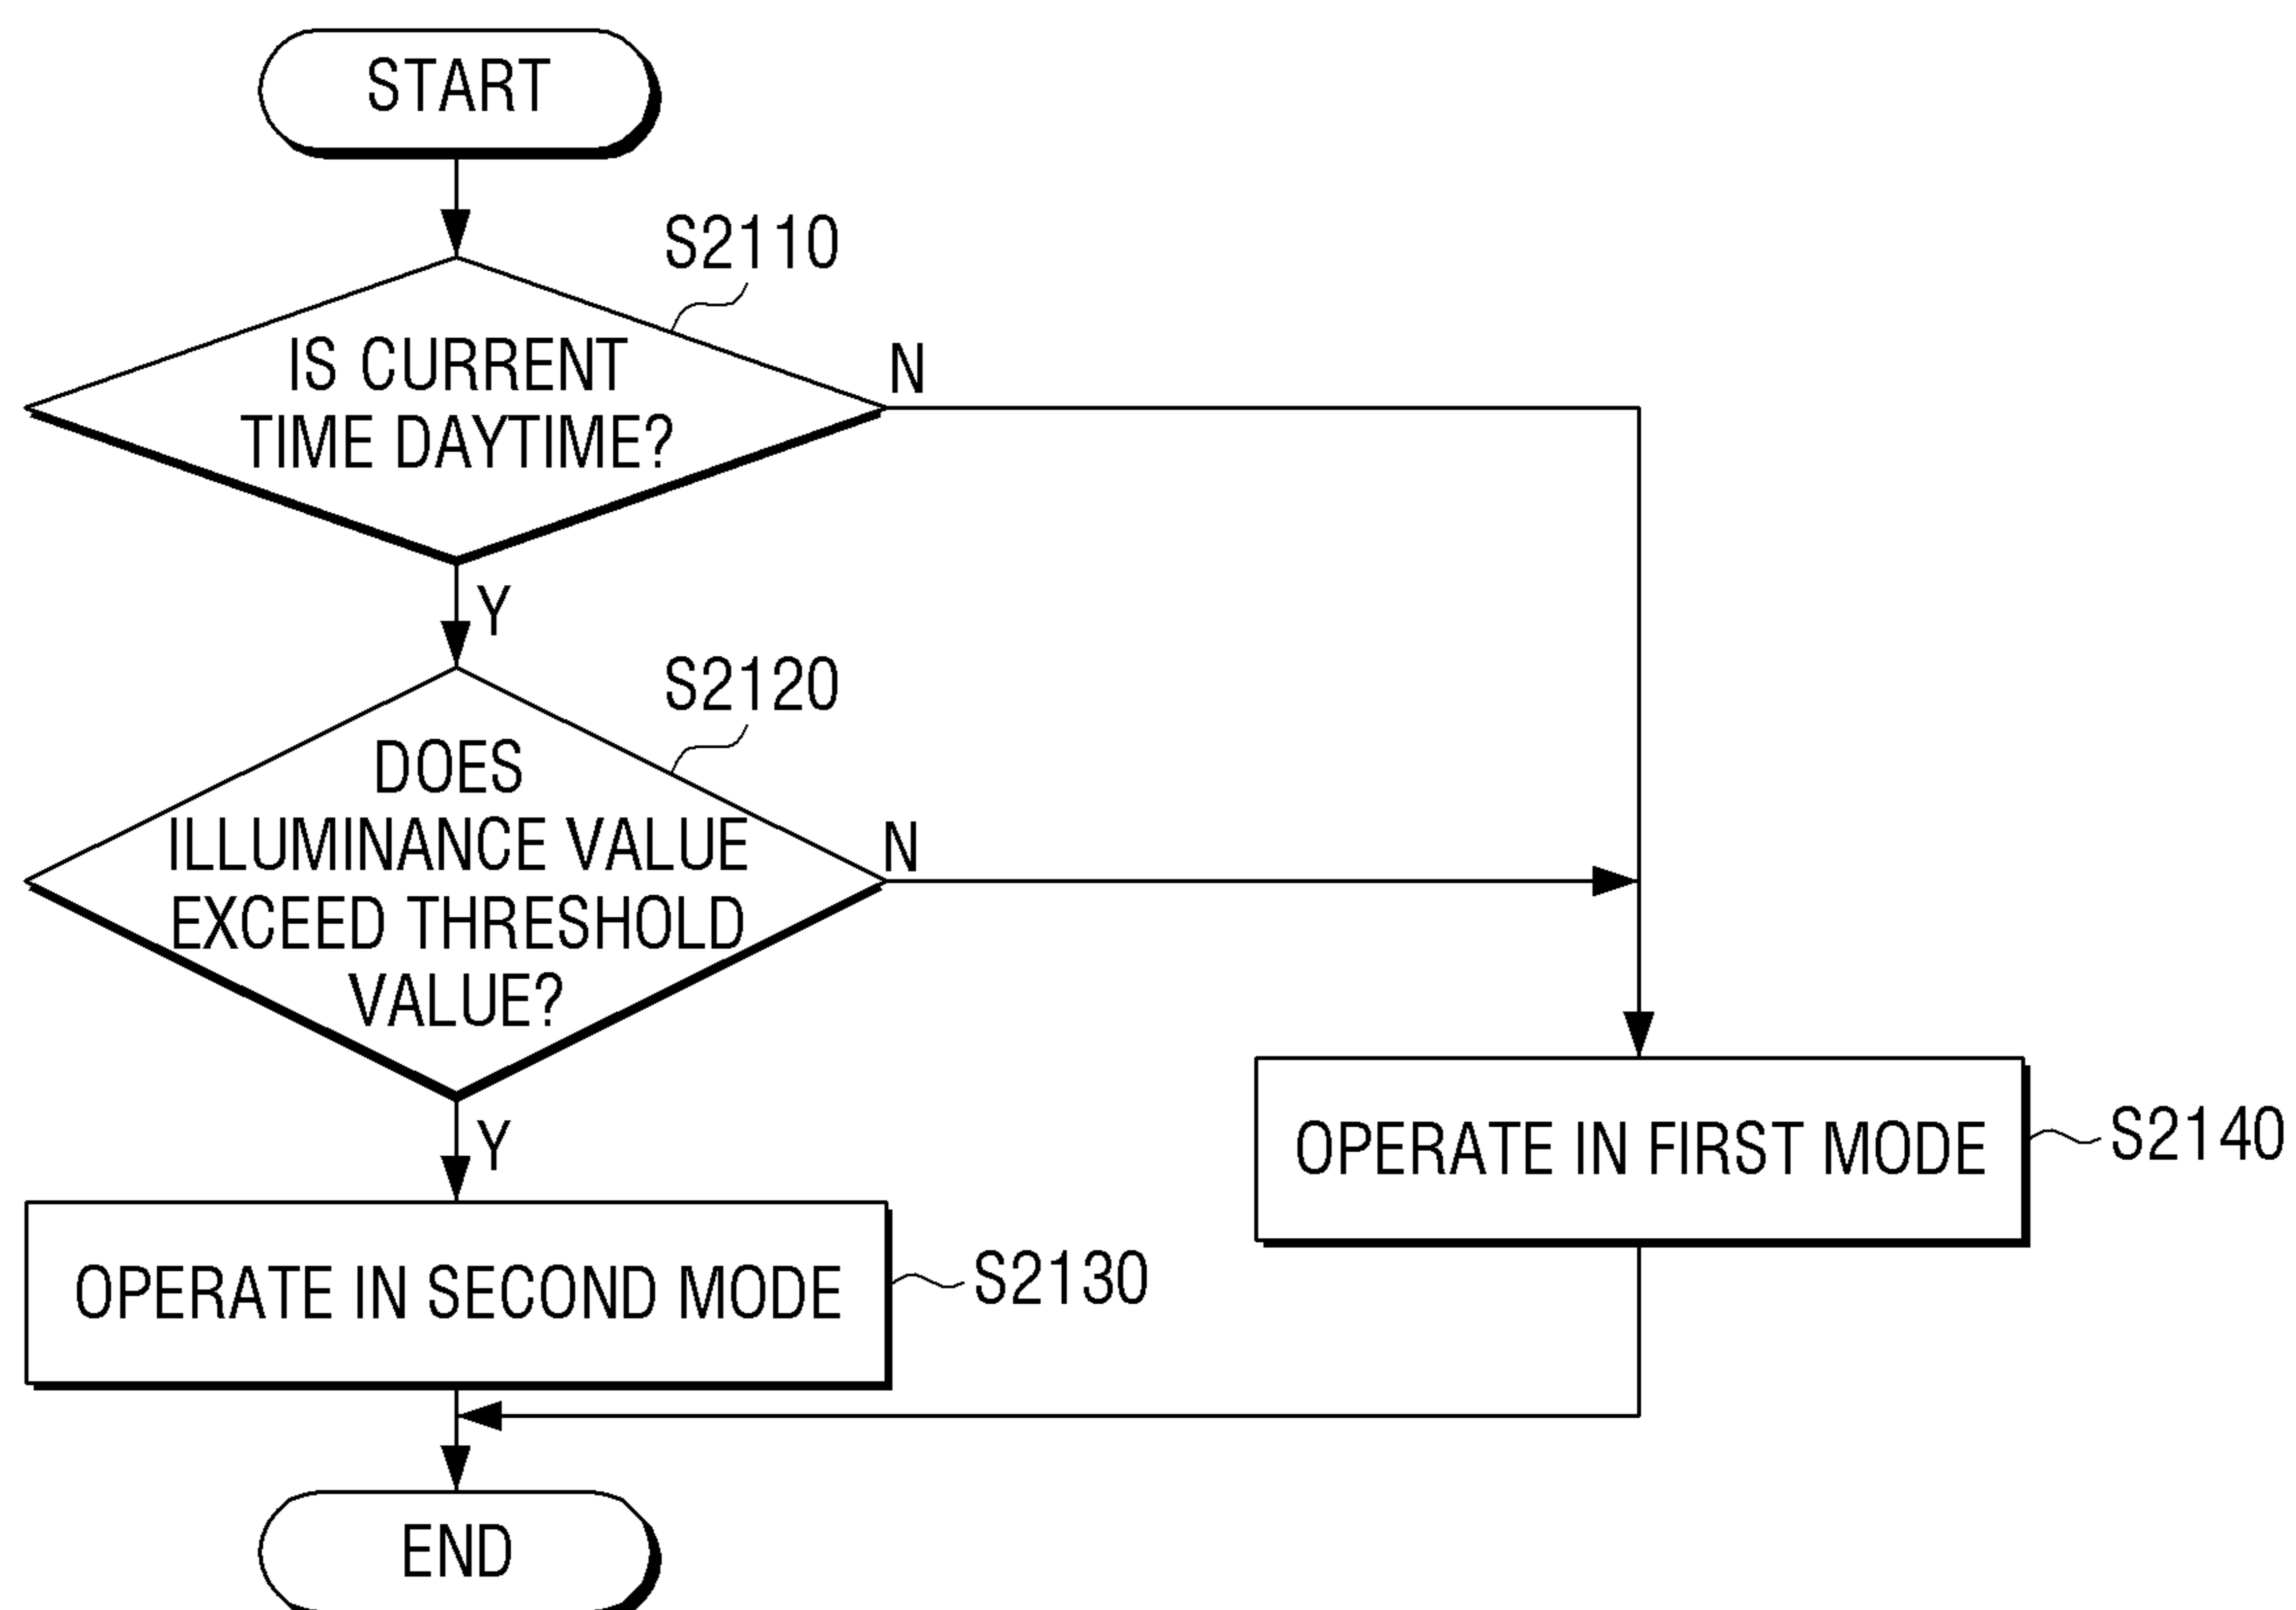 START
S2110
IS CURRENT
TIME DAYTIME?
N
Y
S2120
DOES
ILLUMINANCE VALUE
EXCEED THRESHOLD
VALUE?
N
Y
OPERATE IN FIRST MODE
S2140
OPERATE IN SECOND MODE
S2130
END